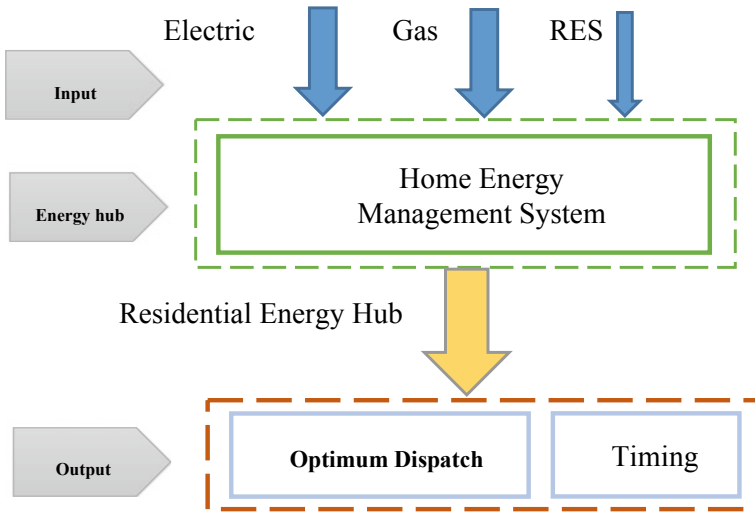 Electric Gas RES
Input
Home Energy
Management System
Energy hub
Residential Energy Hub
Optimum Dispatch Timing
Output